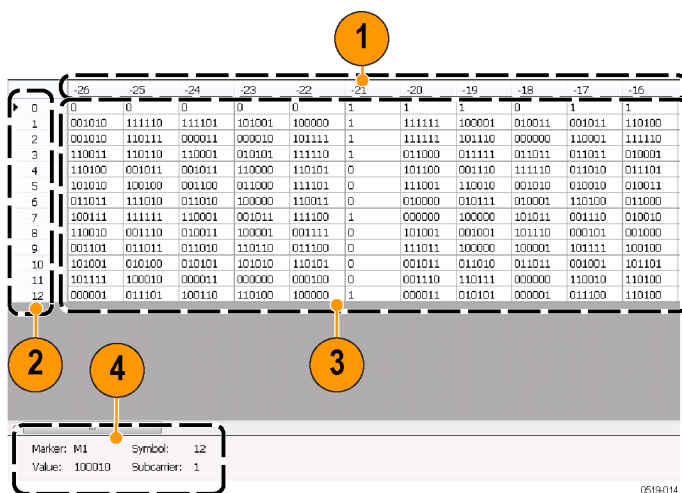 1
-26 -25 -24 -23 -22 -21 -20 -19 -18 -17 -16
0 0 0 0 0 0 1 1 1 0 1 1
1 001010 111110 111101 101001 100000 1 111111 100001 010011 001011 110100
2 001010 110111 000011 000010 101111 1 111111 101110 000000 110001 111110
3 110011 110110 110001 010101 111110 1 011000 011111 011011 011011 010001
4 110100 001011 001011 110000 110101 0 101100 001110 111110 011010 011101
5 101010 100100 001100 011000 111101 0 111001 110010 001010 010010 010011
6 011011 111010 011010 100000 110011 0 010000 010111 010001 110100 011000
7 100111 111111 110001 001011 111100 1 000000 100000 101011 001110 010010
8 110010 001110 010011 100001 001111 0 101001 001001 101110 000101 001000
9 001101 011011 011010 110110 011100 0 111011 100000 100001 101111 100100
10 101001 010100 010101 101010 110101 0 001011 011010 011011 001001 101101
11 101111 100010 000011 000000 000100 0 001110 110111 000000 110010 110100
12 000001 011101 100110 110100 100000 1 000011 010101 000001 011100 110100
2
4
3
Marker: M1 Symbol: 12
Value: 100010 Subcarrier: 1
0519-014